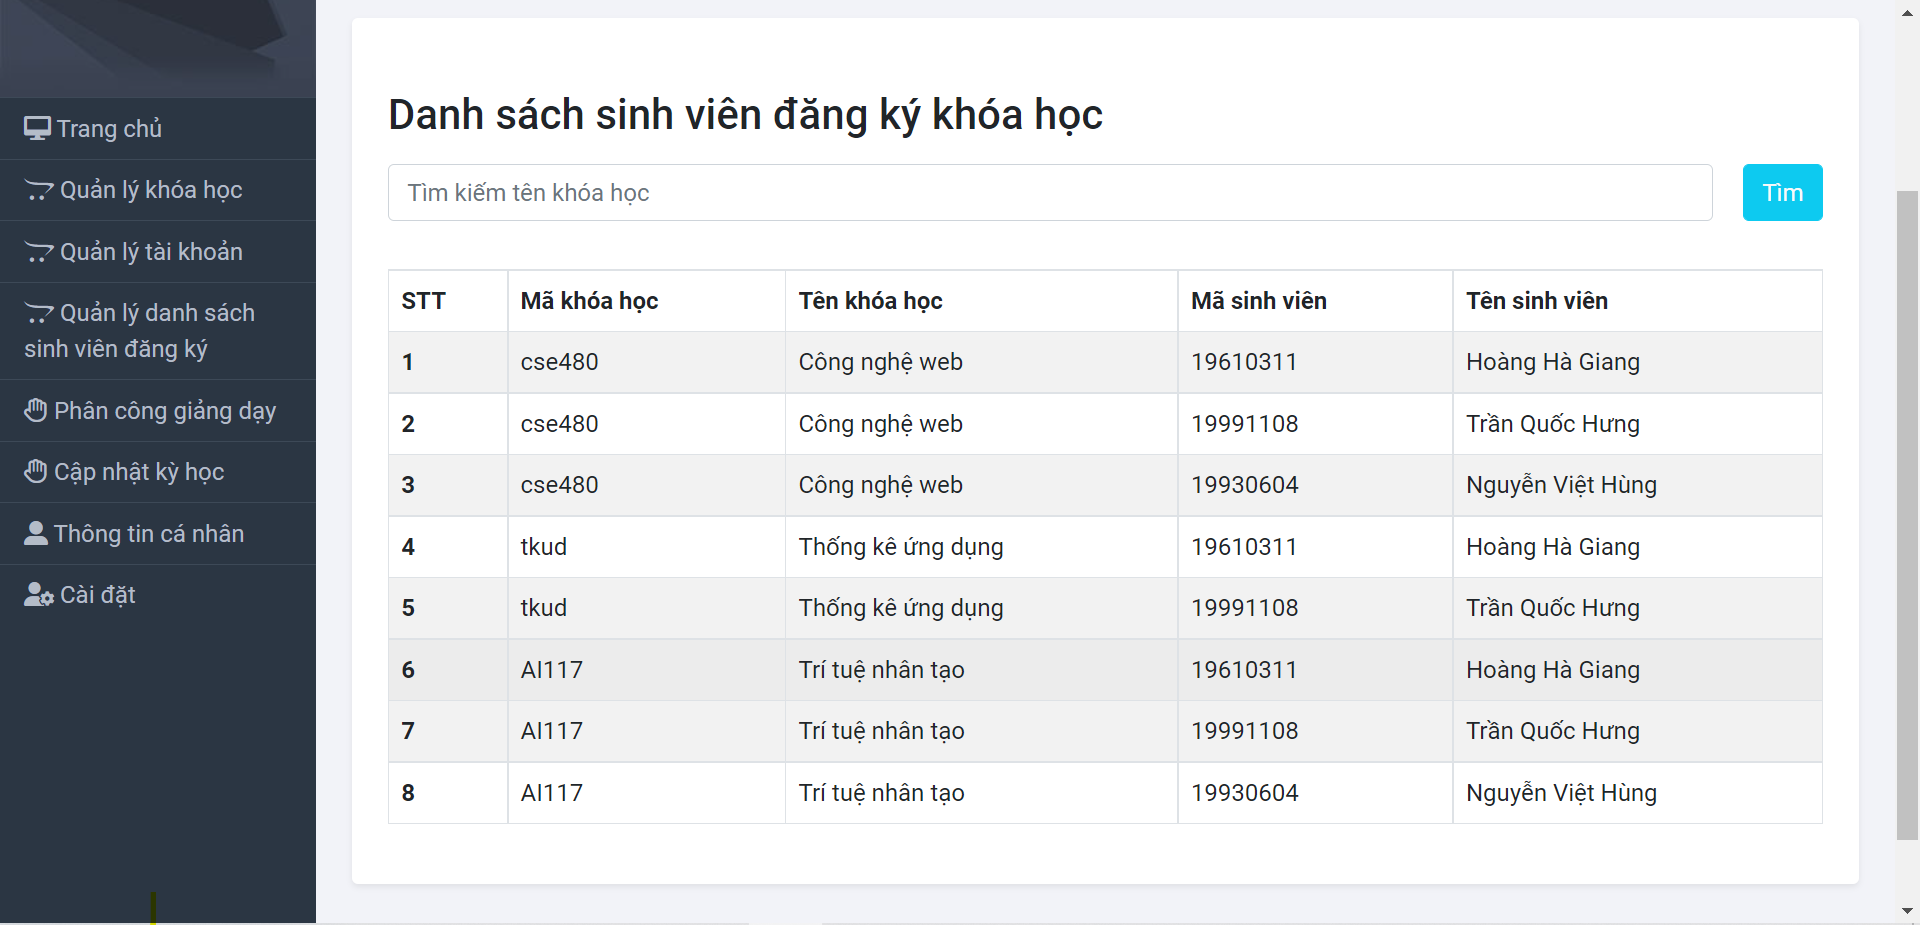 Trang chủ
Quản lý khóa học
Quản lý tài khoản
Quản lý danh sách
sinh viên đăng ký
Phân công giảng dạy
Cập nhật kỳ học
Thông tin cá nhân
Cài đặt
Danh sách sinh viên đăng ký khóa học
Tìm kiếm tên khóa học
Tìm
STT Mã khóa học Tên khóa học Mã sinh viên Tên sinh viên
1 cse480 Công nghệ web 19610311 Hoàng Hà Giang
2 cse480 Công nghệ web 19991108 Trần Quốc Hưng
3 cse480 Công nghệ web 19930604 Nguyễn Việt Hùng
4 tkud Thống kê ứng dụng 19610311 Hoàng Hà Giang
5 tkud Thống kê ứng dụng 19991108 Trần Quốc Hưng
6 AI117 Trí tuệ nhân tạo 19610311 Hoàng Hà Giang
7 AI117 Trí tuệ nhân tạo 19991108 Trần Quốc Hưng
8 AI117 Trí tuệ nhân tạo 19930604 Nguyễn Việt Hùng